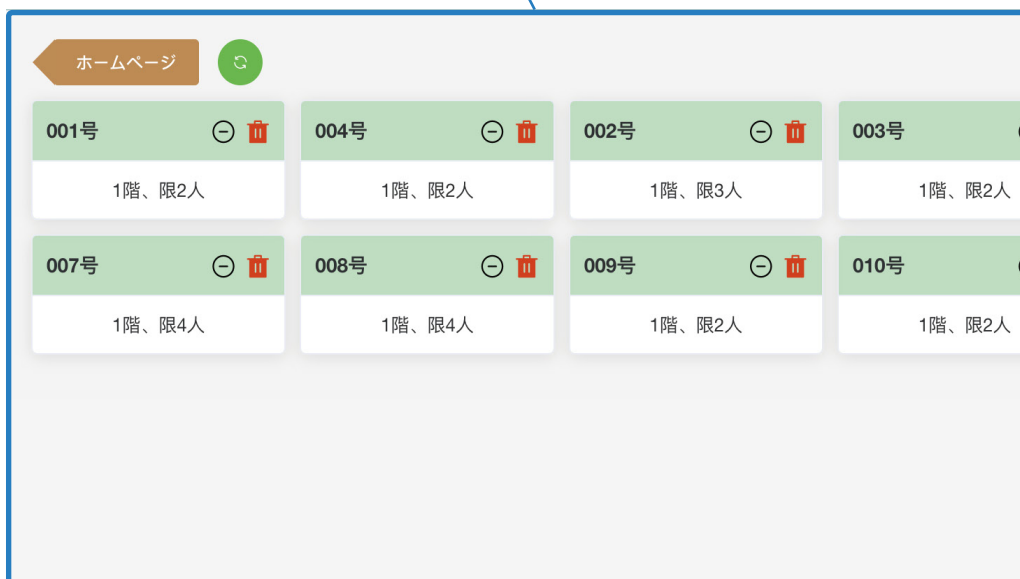 ホームページ
001号
004号
002号
003号
1階、限2人
1階、限2人
1階、限3人
1階、限2人
007号
008号
009号
010号
1階、限4人
1階、限4人
1階、限2人
1階、限2人